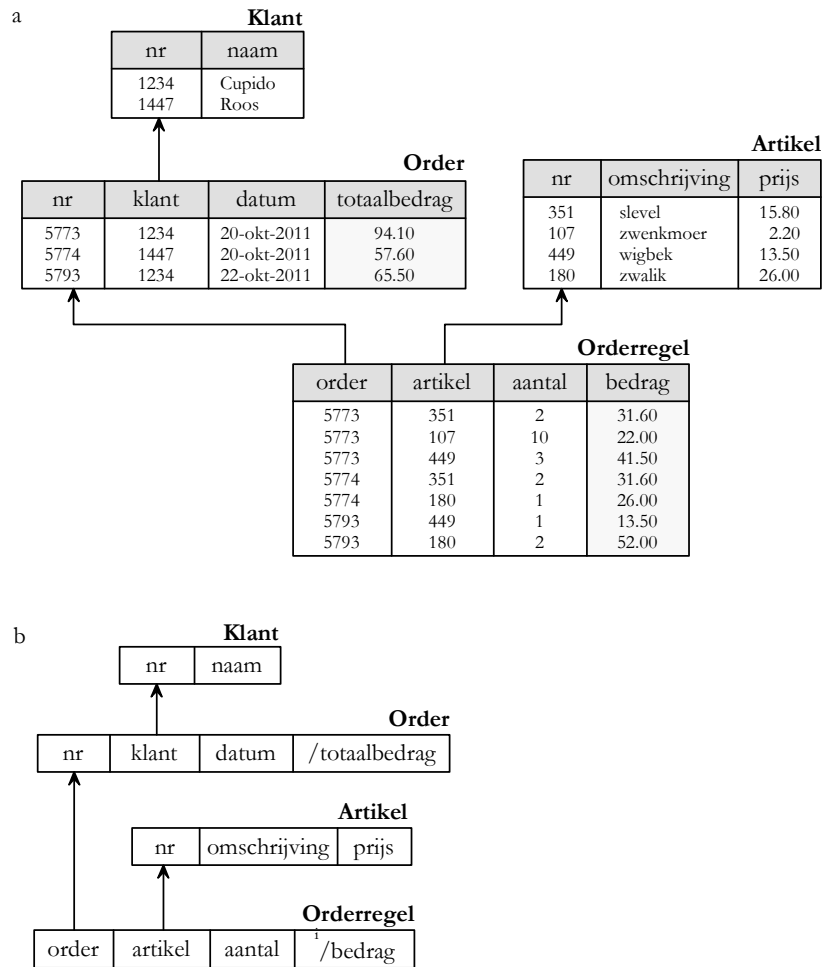 a
Klant
nr naam
1234 Cupido
1447 Roos
Order
nr klant datum totaalbedrag
5773 1234 20-okt-2011 94.10
5774 1447 20-okt-2011 57.60
5793 1234 22-okt-2011 65.50
Artikel
nr omschrijving prijs
351 slevel 15.80
107 zwenkmoer 2.20
449 wigbek 13.50
180 zwalik 26.00
Orderregel
order artikel aantal bedrag
5773 351 2 31.60
5773 107 10 22.00
5773 449 3 41.50
5774 351 2 31.60
5774 180 1 26.00
5793 449 1 13.50
5793 180 2 52.00
b
Klant
nr naam
Order
nr klant datum /totaalbedrag
Artikel
nr omschrijving prijs
Orderregel
order artikel aantal i/bedrag